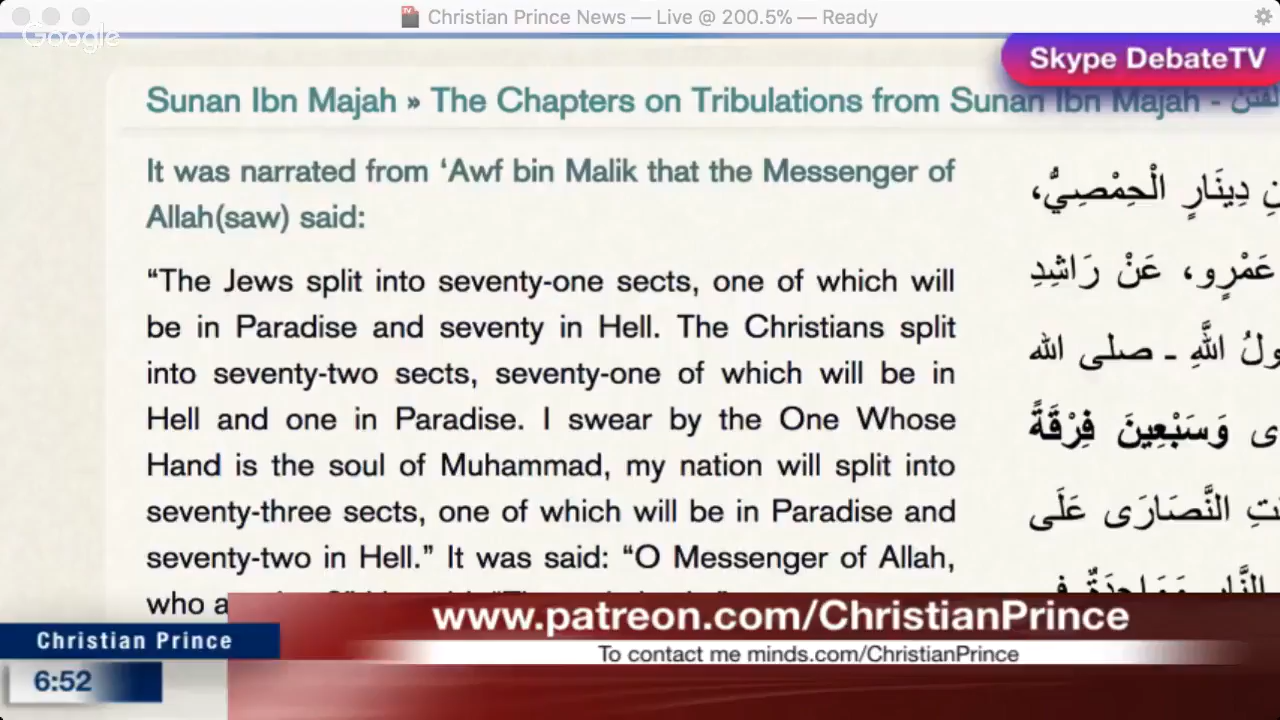 Christian Prince News — Live @ 200.5% — Ready
Google
Skype DebateTV
Sunan Ibn Majah » The Chapters on Tribulations from Sunan Ibn Majah -
It was narrated from ‘Awf bin Malik that the Messenger of
Allah(saw) said:
“The Jews split into seventy-one sects, one of which will
be in Paradise and seventy in Hell. The Christians split
into seventy-two sects, seventy-one of which will be in
Hell and one in Paradise. I swear by the One Whose
Hand is the soul of Muhammad, my nation will split into
seventy-three sects, one of which will be in Paradise and
seventy-two in Hell.” It was said: “O Messenger of Allah,
who
دِينَارٍ الْحِمْصِيُّ،
عَمْرٍو، عَنْ رَاشِدِ
اللَّهِ ـ صلى الله
وَسَبْعِينَ فِرْقَةً
النَّصَارَى عَلَى
www.patreon.com/ChristianPrince
To contact me minds.com/ChristianPrince
Christian Prince
6:52